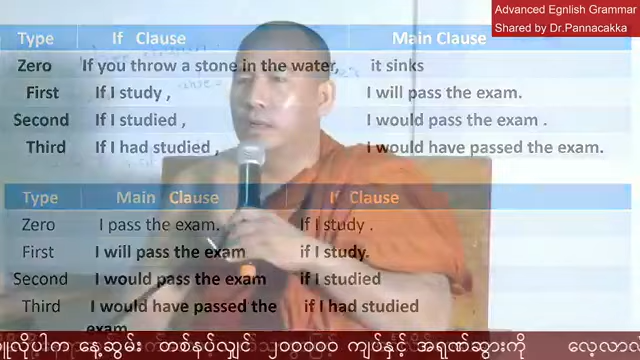 Advanced Egnlish Grammar
Shared by Dr.Pannacakka
Type If Clause Main Clause
Zero If you throw a stone in the water, it sinks
First If I study , I will pass the exam.
Second If I studied , I would pass the exam .
Third If I had studied , I would have passed the exam.
Type Main Clause If Clause
Zero I pass the exam. If I study .
First I will pass the exam if I study.
Second I would pass the exam if I studied
Third I would have passed the if I had studied
exam
နေ့ဆွမ်း တစ်နပ်လျှင် ၂၀၀၀၀၀ ကျပ်နှင့် အရုဏ်ဆွမ်းကို